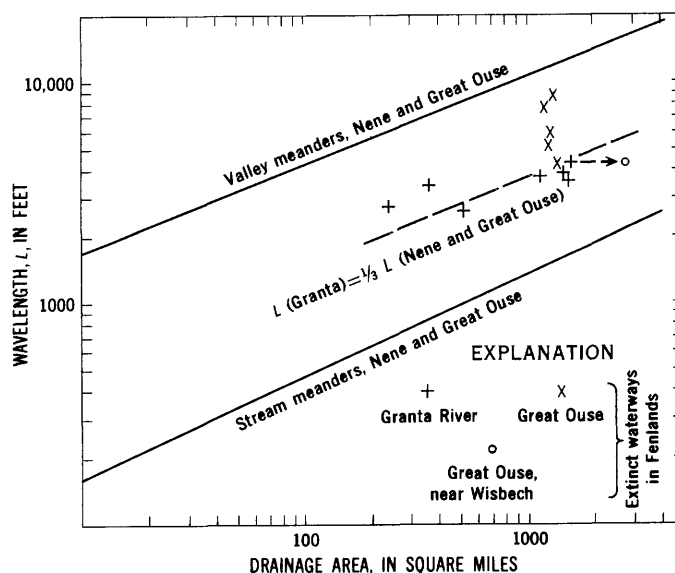 10,000
1000
WAVELENGTH, L, IN FEET
Valley meanders, Nene and Great Ouse
L (Granta)=⅓ L (Nene and Great Ouse)
Stream meanders, Nene and Great Ouse
EXPLANATION
+ x
Granta River Great Ouse
o
Great Ouse,
near Wisbech
Extinct waterways
in Fenlands
100 1000
DRAINAGE AREA, IN SQUARE MILES